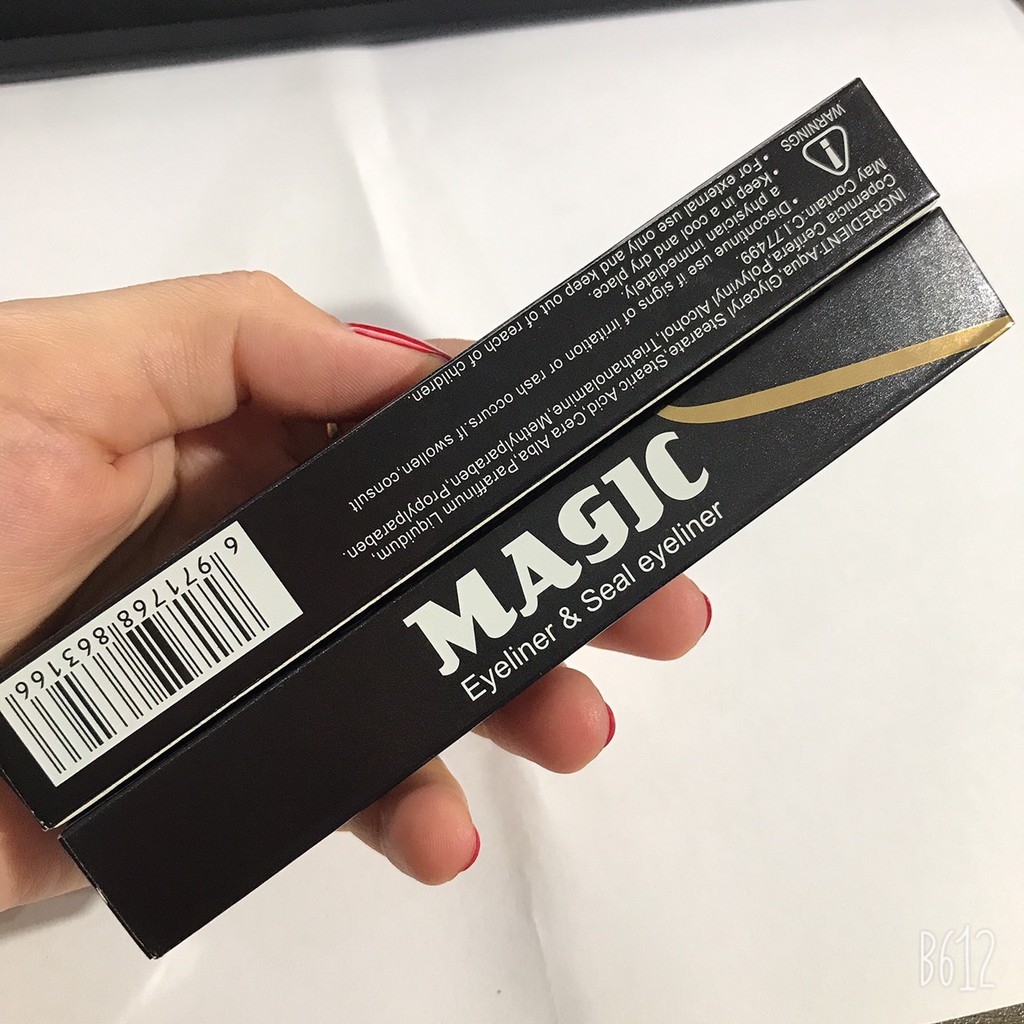 MAGIC
Eyeliner & Seal eyeliner
INGREDIENT:Aqua,Glyceryl Stearate,Stearic Acid,Cera Alba,Paraffinum Liquidum,
Copernicia Cerifera,Polyvinyl Alcohol,Triethanolamine,Methylparaben,Propylparaben.
May Contain:C.I.77499
WARNINGS
• Discontinue use if signs of irritation or rash occurs.If swollen,consult
a physician immediately.
• Keep in a cool and dry place.
• For external use only and keep out of reach of children.
6 971768 863166
B612